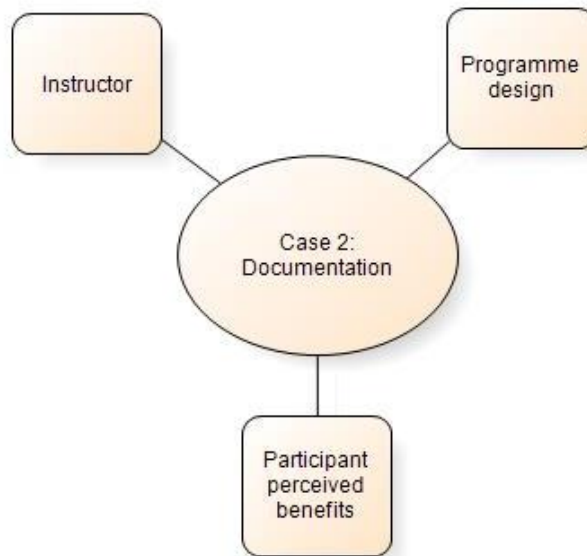 Instructor
Programme
design
Case 2:
Documentation
Participant
perceived
benefits